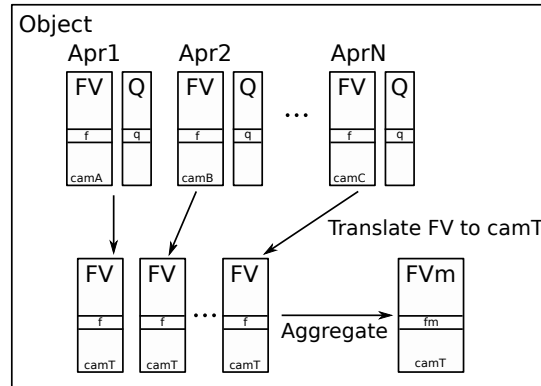 Object
Apr1 Apr2 AprN
FV Q FV Q ... FV Q
f q f q f q
camA camB camC
Translate FV to camT
FV FV ... FV FVm
f f f fm
Aggregate
camT camT camT camT